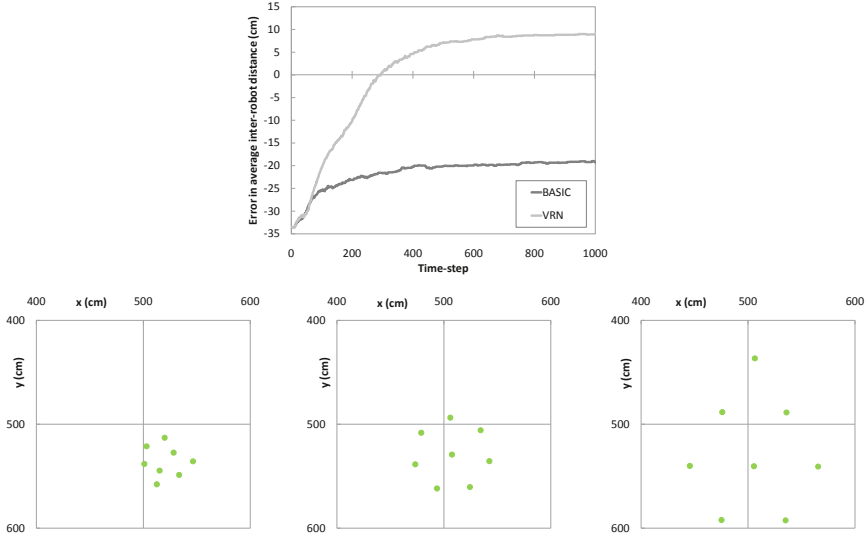 Error in average inter-robot distance (cm)
15
10
5
0
-5
-10
-15
-20
-25
-30
-35
BASIC
VRN
0 200 400 600 800 1000
Time-step
400 x (cm) 500 600
400
y (cm)
500
600
400 x (cm) 500 600
400
y (cm)
500
600
400 x (cm) 500 600
400
y (cm)
500
600